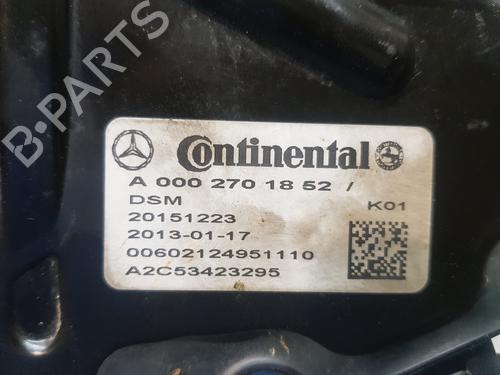 B-PARTS
Continental
A 000 270 18 52 /
DSM K01
20151223
2013-01-17
00602124951110
A2C53423295